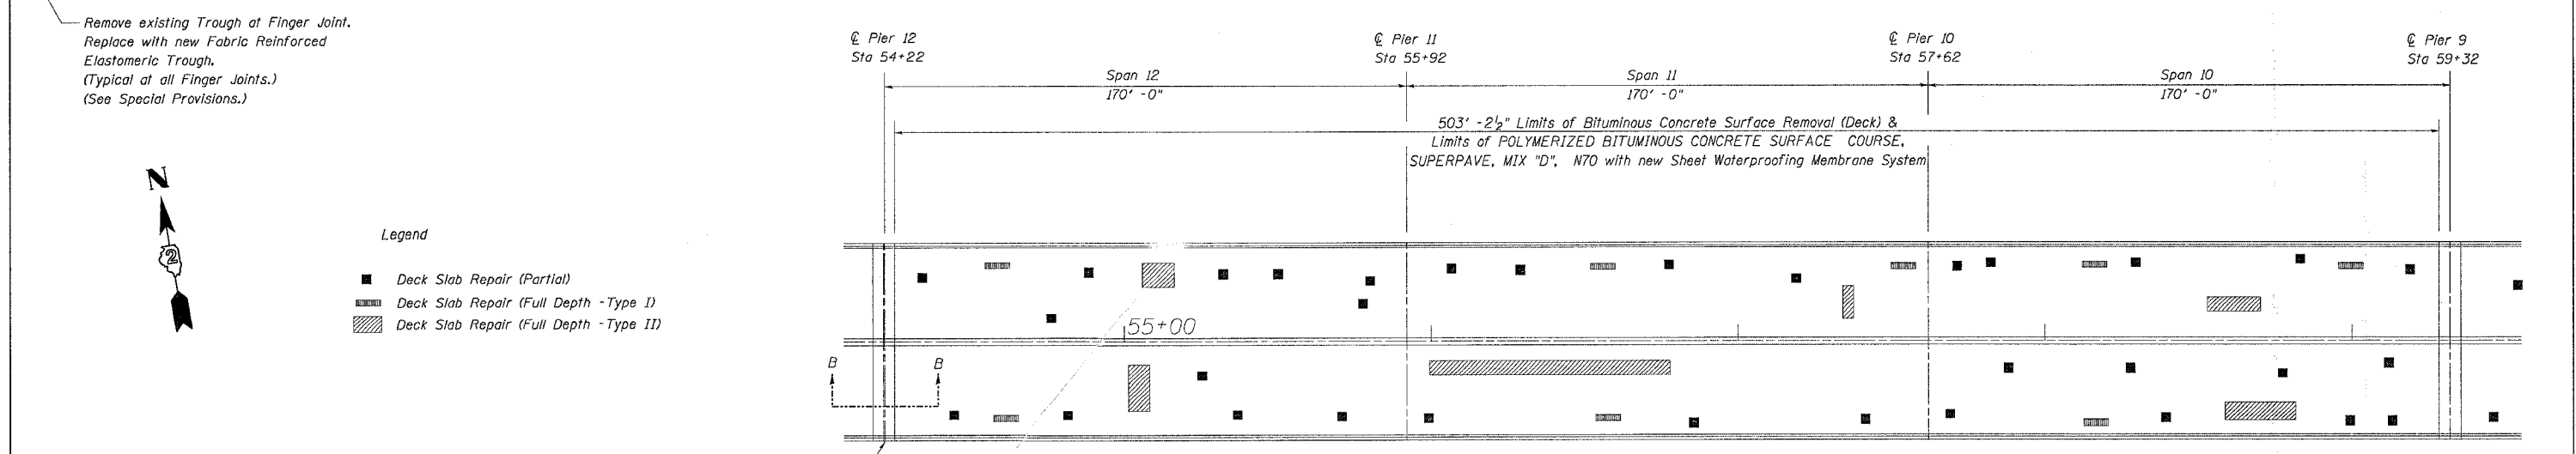 Remove existing Trough at Finger Joint.
Replace with new Fabric Reinforced
Elastomeric Trough.
(Typical at all Finger Joints.)
(See Special Provisions.)
℄ Pier 12
Sta 54+22
℄ Pier 11
Sta 55+92
℄ Pier 10
Sta 57+62
℄ Pier 9
Sta 59+32
Span 12
170' -0"
Span 11
170' -0"
Span 10
170' -0"
503' -2½" Limits of Bituminous Concrete Surface Removal (Deck) &
Limits of POLYMERIZED BITUMINOUS CONCRETE SURFACE COURSE,
SUPERPAVE, MIX "D", N70 with new Sheet Waterproofing Membrane System
N
2
Legend
Deck Slab Repair (Partial)
Deck Slab Repair (Full Depth -Type I)
Deck Slab Repair (Full Depth -Type II)
55+00
B
B